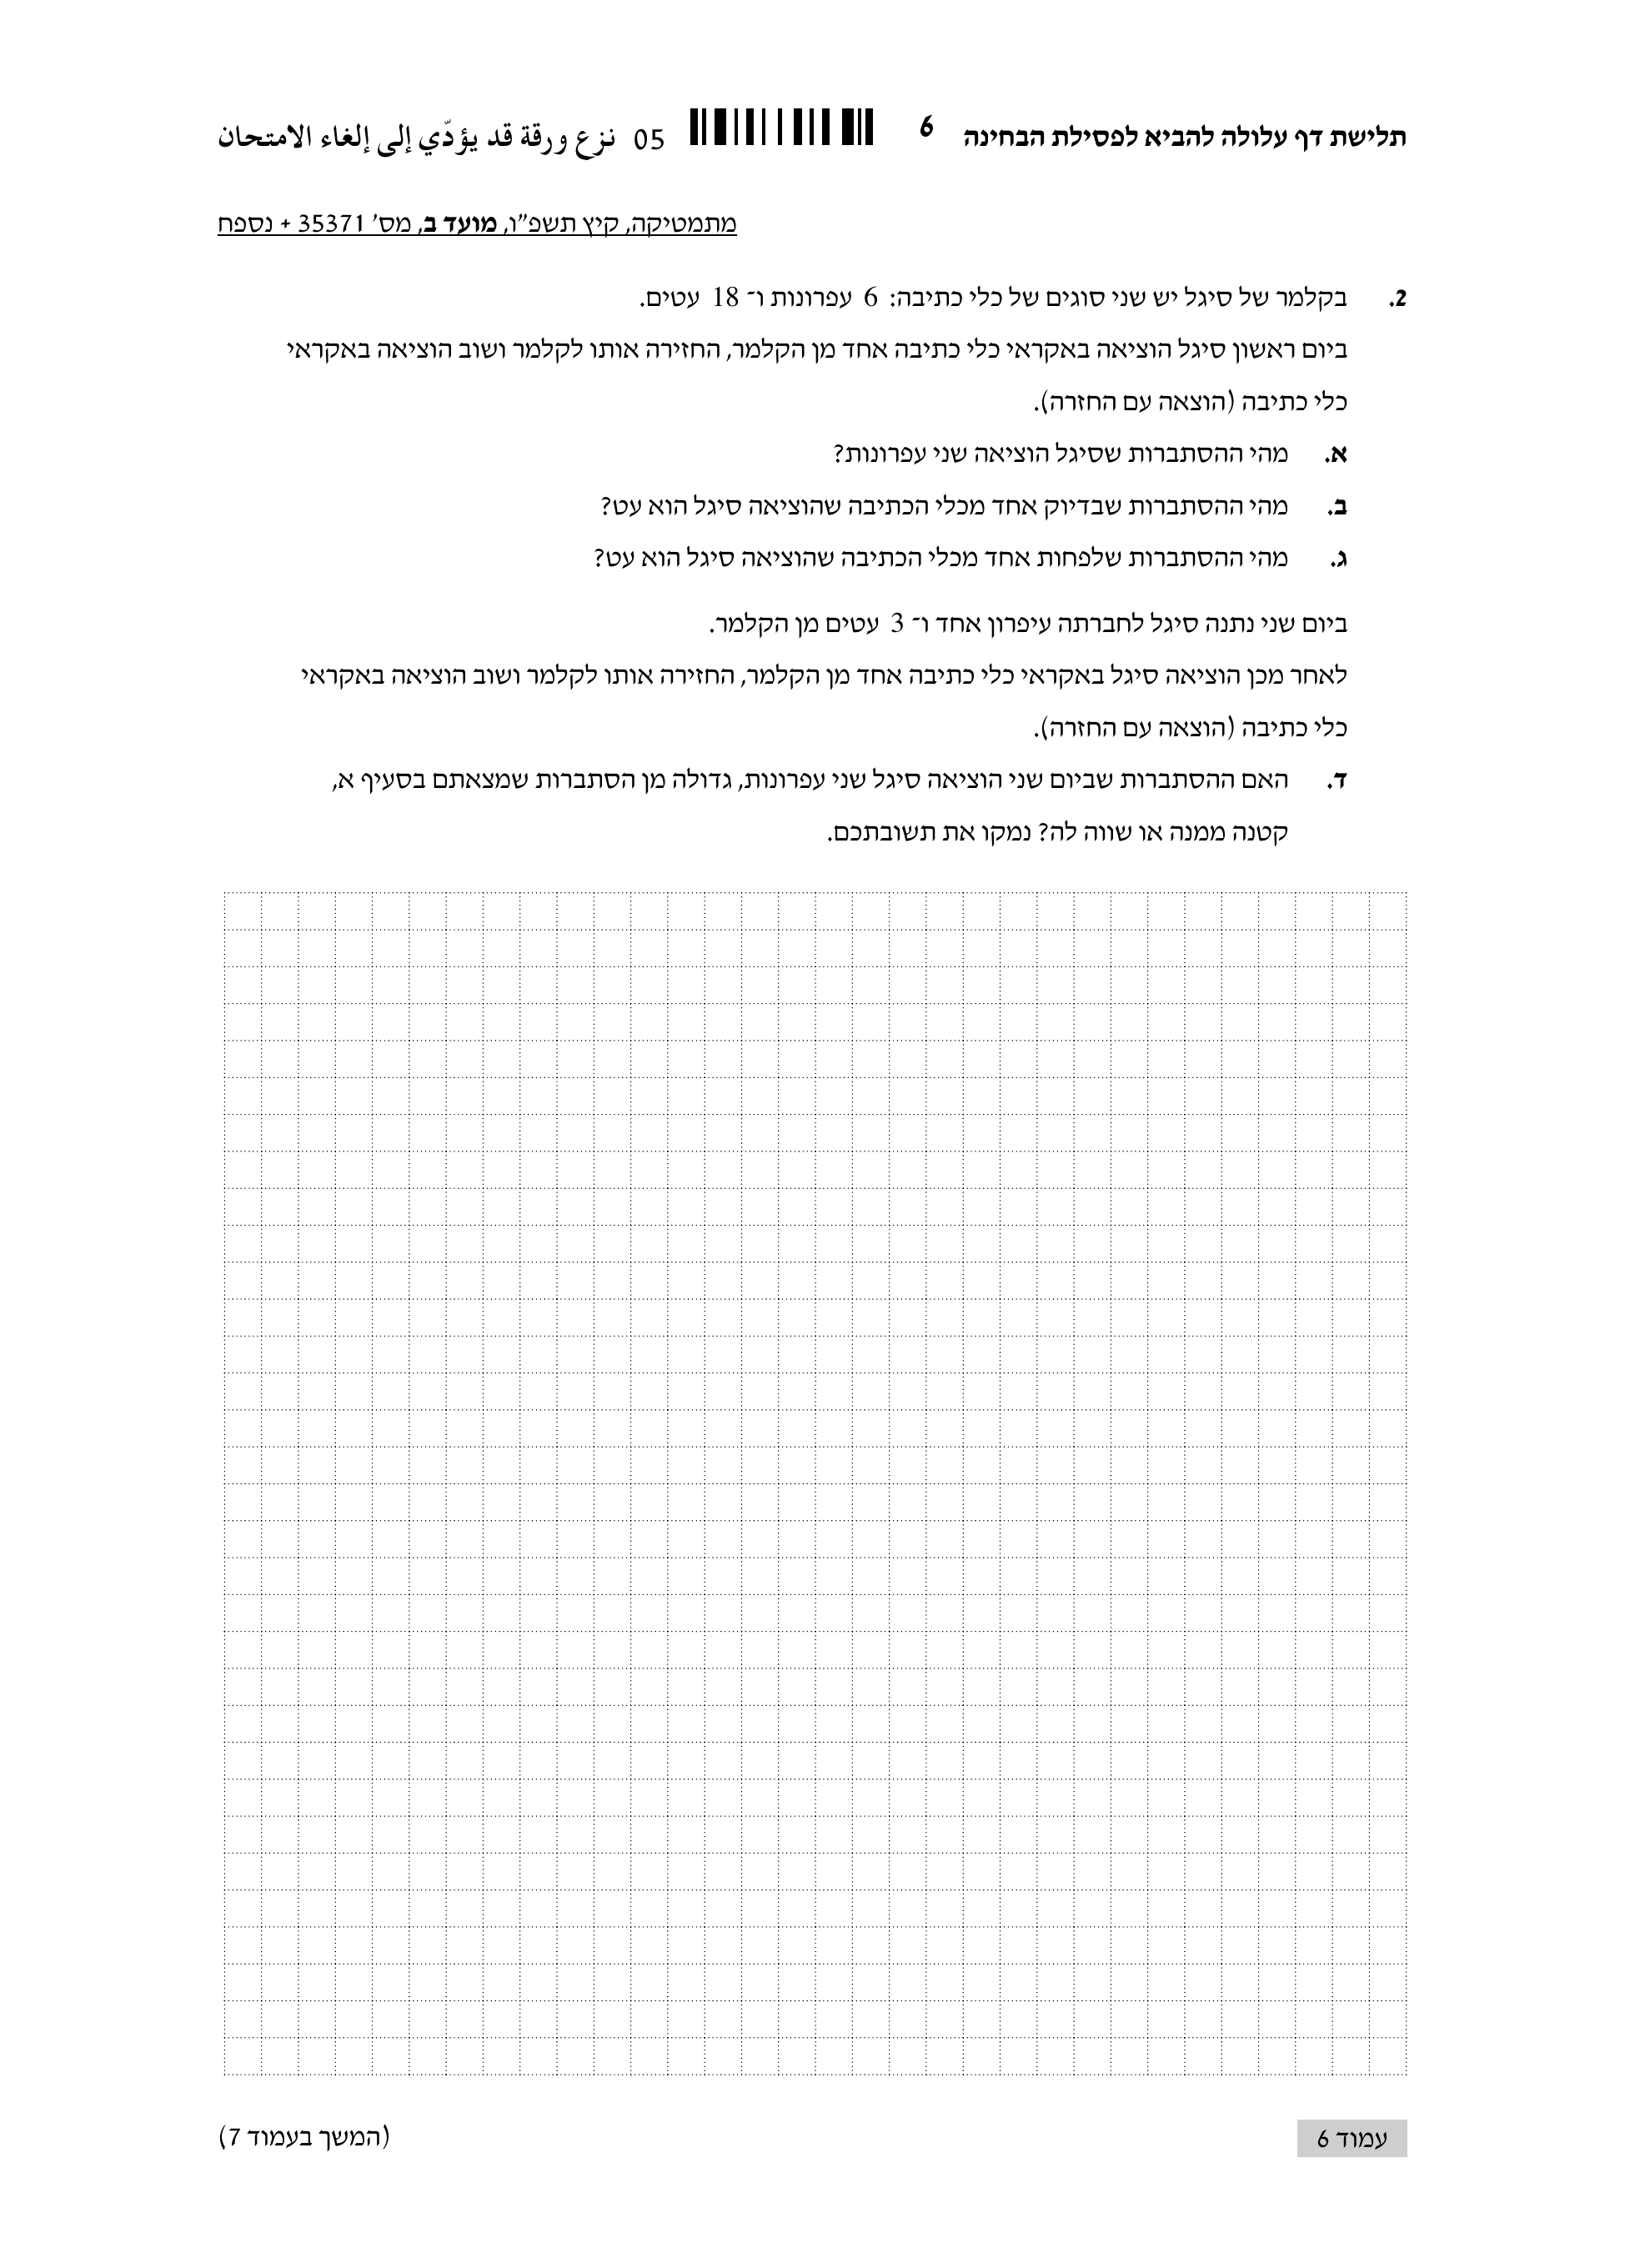 תלישת דף עלולה להביא לפסילת הבחינה 6 05 نزع ورقة قد يؤدّي إلى إلغاء الامتحان
מתמטיקה, קיץ תשפ"ו, מועד ב, מס' 35371 + נספח
2. בקלמר של סיגל יש שני סוגים של כלי כתיבה: 6 עפרונות ו־ 18 עטים.
ביום ראשון סיגל הוציאה באקראי כלי כתיבה אחד מן הקלמר, החזירה אותו לקלמר ושוב הוציאה באקראי
כלי כתיבה (הוצאה עם החזרה).
א. מהי ההסתברות שסיגל הוציאה שני עפרונות?
ב. מהי ההסתברות שבדיוק אחד מכלי הכתיבה שהוציאה סיגל הוא עט?
ג. מהי ההסתברות שלפחות אחד מכלי הכתיבה שהוציאה סיגל הוא עט?
ביום שני נתנה סיגל לחברתה עיפרון אחד ו־ 3 עטים מן הקלמר.
לאחר מכן הוציאה סיגל באקראי כלי כתיבה אחד מן הקלמר, החזירה אותו לקלמר ושוב הוציאה באקראי
כלי כתיבה (הוצאה עם החזרה).
ד. האם ההסתברות שביום שני הוציאה סיגל שני עפרונות, גדולה מן הסתברות שמצאתם בסעיף א,
קטנה ממנה או שווה לה? נמקו את תשובתכם.
עמוד 6 (המשך בעמוד 7)